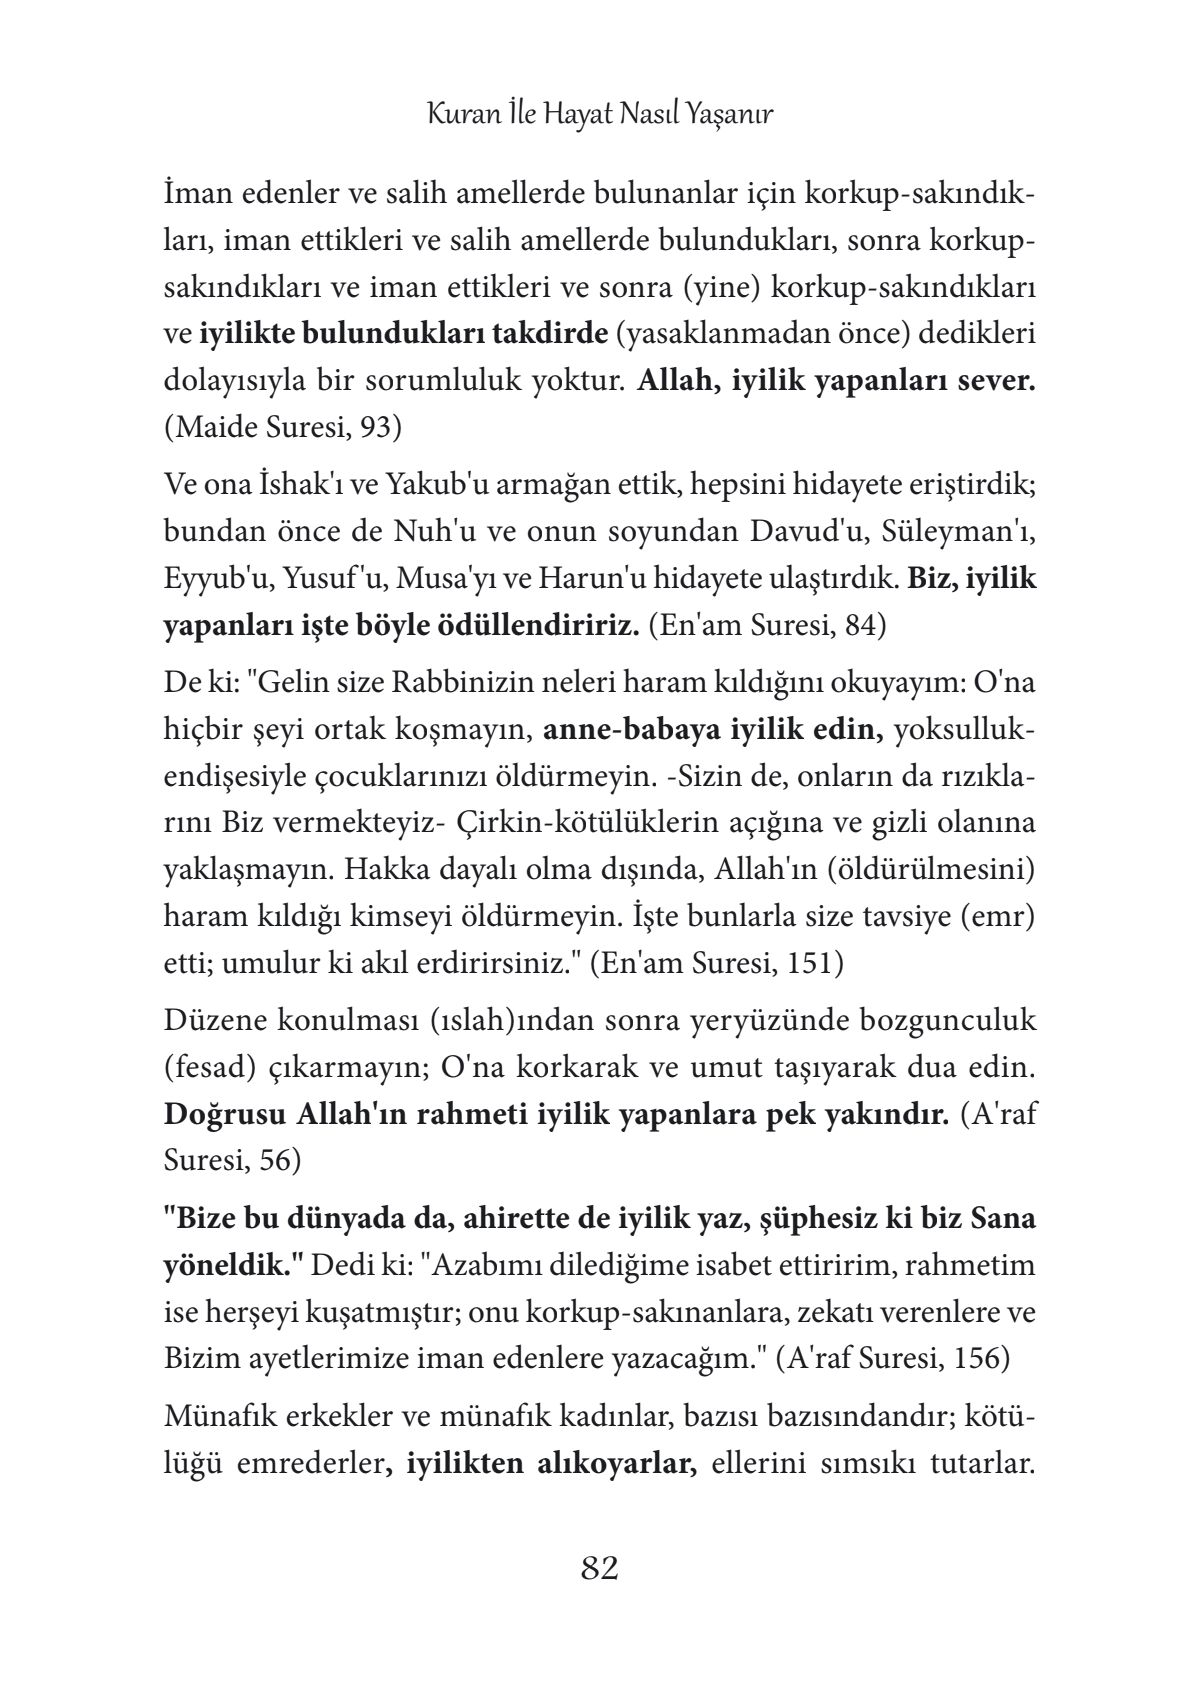 Kuran İle Hayat Nasıl Yaşanır
İman edenler ve salih amellerde bulunanlar için korkup-sakındık-
ları, iman ettikleri ve salih amellerde bulundukları, sonra korkup-
sakındıkları ve iman ettikleri ve sonra (yine) korkup-sakındıkları
ve iyilikte bulundukları takdirde (yasaklanmadan önce) dedikleri
dolayısıyla bir sorumluluk yoktur. Allah, iyilik yapanları sever.
(Maide Suresi, 93)
Ve ona İshak'ı ve Yakub'u armağan ettik, hepsini hidayete eriştirdik;
bundan önce de Nuh'u ve onun soyundan Davud'u, Süleyman'ı,
Eyyub'u, Yusuf'u, Musa'yı ve Harun'u hidayete ulaştırdık. Biz, iyilik
yapanları işte böyle ödüllendiririz. (En'am Suresi, 84)
De ki: "Gelin size Rabbinizin neleri haram kıldığını okuyayım: O'na
hiçbir şeyi ortak koşmayın, anne-babaya iyilik edin, yoksulluk-
endişesiyle çocuklarınızı öldürmeyin. -Sizin de, onların da rızıkla-
rını Biz vermekteyiz- Çirkin-kötülüklerin açığına ve gizli olanına
yaklaşmayın. Hakka dayalı olma dışında, Allah'ın (öldürülmesini)
haram kıldığı kimseyi öldürmeyin. İşte bunlarla size tavsiye (emr)
etti; umulur ki akıl erdirirsiniz." (En'am Suresi, 151)
Düzene konulması (ıslah)ından sonra yeryüzünde bozgunculuk
(fesad) çıkarmayın; O'na korkarak ve umut taşıyarak dua edin.
Doğrusu Allah'ın rahmeti iyilik yapanlara pek yakındır. (A'raf
Suresi, 56)
"Bize bu dünyada da, ahirette de iyilik yaz, şüphesiz ki biz Sana
yöneldik." Dedi ki: "Azabımı dilediğime isabet ettiririm, rahmetim
ise herşeyi kuşatmıştır; onu korkup-sakınanlara, zekatı verenlere ve
Bizim ayetlerimize iman edenlere yazacağım." (A'raf Suresi, 156)
Münafık erkekler ve münafık kadınlar, bazısı bazısındandır; kötü-
lüğü emrederler, iyilikten alıkoyarlar, ellerini sımsıkı tutarlar.
82